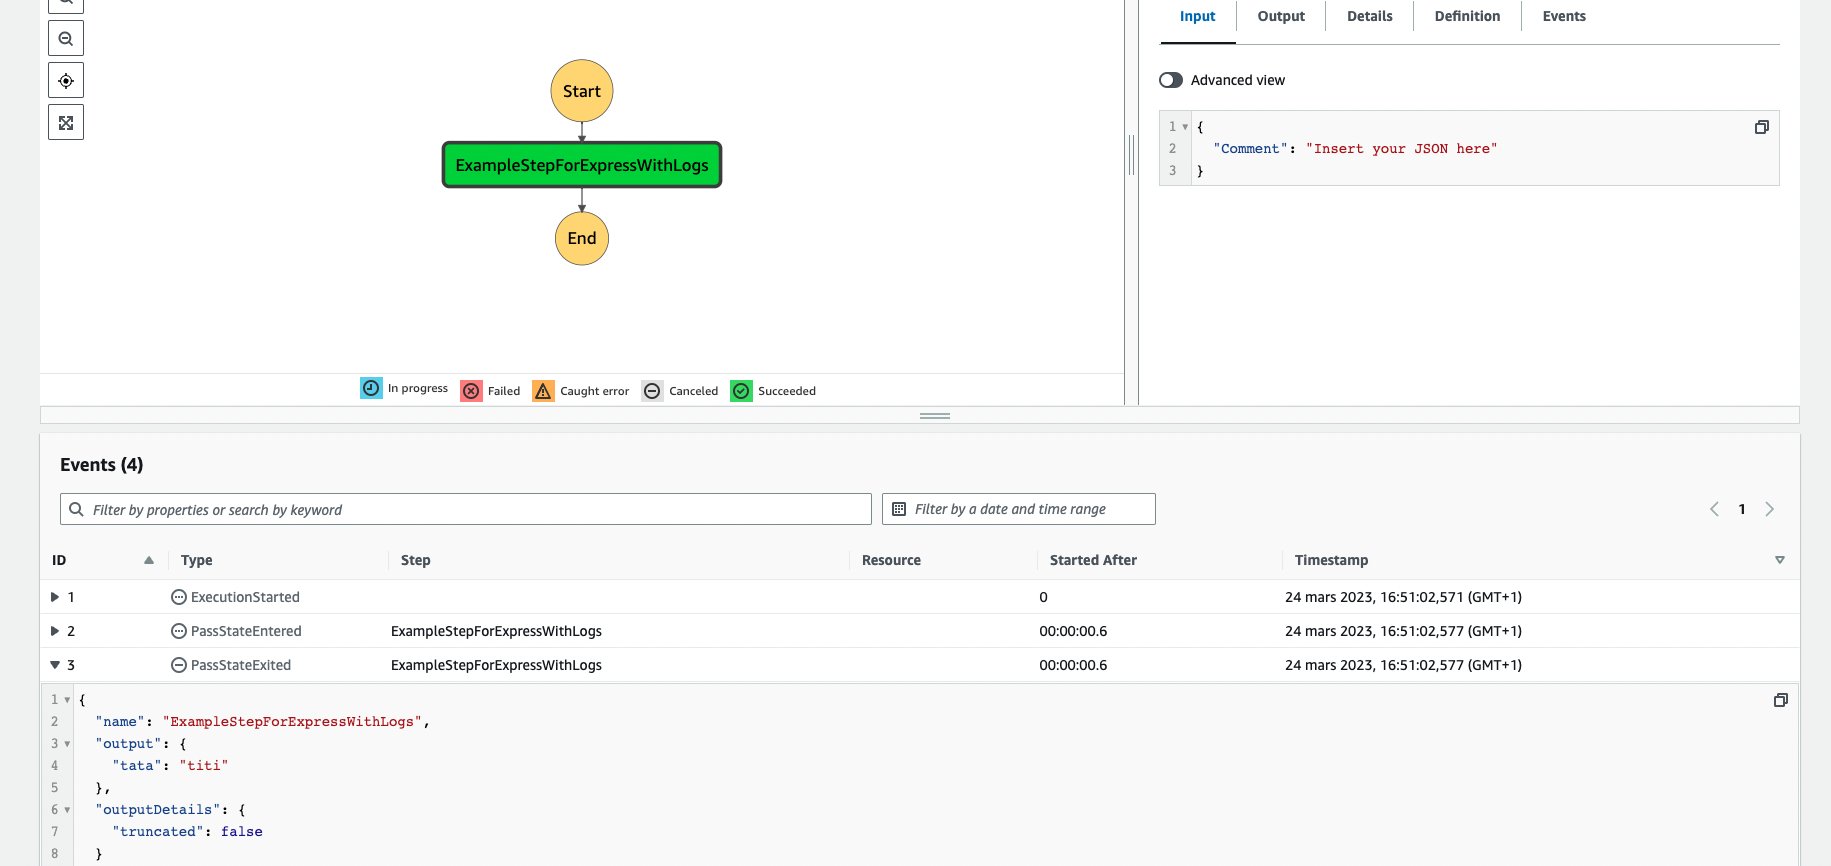 Input
Output
Details
Definition
Events
Advanced view
1 {
2 "Comment": "Insert your JSON here"
3 }
Start
ExampleStepForExpressWithLogs
End
In progress
Failed
Caught error
Canceled
Succeeded
Events (4)
Filter by properties or search by keyword
Filter by a date and time range
1
ID Type Step Resource Started After Timestamp
1 ExecutionStarted 0 24 mars 2023, 16:51:02,571 (GMT+1)
2 PassStateEntered ExampleStepForExpressWithLogs 00:00:00.6 24 mars 2023, 16:51:02,577 (GMT+1)
3 PassStateExited ExampleStepForExpressWithLogs 00:00:00.6 24 mars 2023, 16:51:02,577 (GMT+1)
1 {
2 "name": "ExampleStepForExpressWithLogs",
3 "output": {
4 "tata": "titi"
5 },
6 "outputDetails": {
7 "truncated": false
8 }